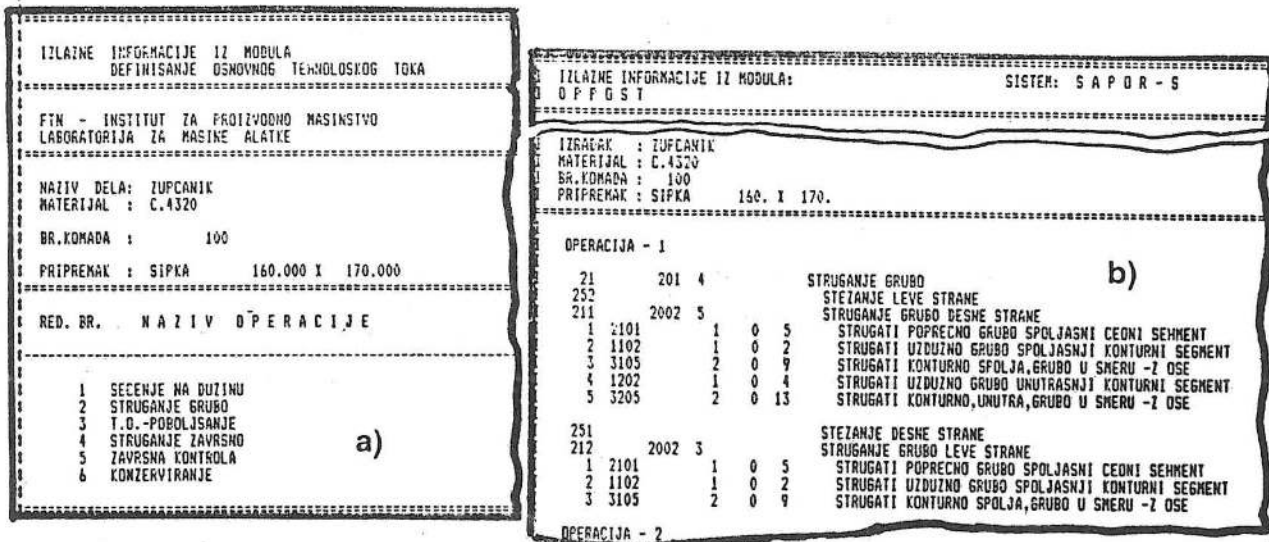 IZLAZNE INFORMACIJE IZ MODULA
DEFINISANJE OSNOVNOG TEHNOLOSKOG TOKA
FTN - INSTITUT ZA PROIZVODNO MASINSTVO
LABORATORIJA ZA MASINE ALATKE
NAZIV DELA: ZUPCANIK
MATERIJAL : C.4320
BR.KOMADA : 100
PRIPREMAK : SIPKA 160.000 X 170.000
RED. BR. N A Z I V O P E R A C I J E
1 SECENJE NA DUZINU
2 STRUGANJE GRUBO
3 T.O.-POBOLJSANJE
4 STRUGANJE ZAVRSNO
5 ZAVRSNA KONTROLA
6 KONZERVIRANJE
a)
IZLAZNE INFORMACIJE IZ MODULA: SISTEM: S A P O R - S
O P P O S T
IZRADAK : ZUPCANIK
MATERIJAL : C.4320
BR.KOMADA : 100
PRIPREMAK : SIPKA 160. X 170.
OPERACIJA - 1
b)
21 201 4 STRUGANJE GRUBO
252 STEZANJE LEVE STRANE
211 2002 5 STRUGANJE GRUBO DESNE STRANE
1 2101 1 0 5 STRUGATI POPRECNO GRUBO SPOLJASNI CEONI SEHMENT
2 1102 1 0 2 STRUGATI UZDUZNO GRUBO SPOLJASNJI KONTURNI SEGMENT
3 3105 2 0 9 STRUGATI KONTURNO SPOLJA,GRUBO U SMERU -Z OSE
4 1202 1 0 4 STRUGATI UZDUZNO GRUBO UNUTRASNJI KONTURNI SEGMENT
5 3205 2 0 13 STRUGATI KONTURNO,UNUTRA,GRUBO U SMERU -Z OSE
251 STEZANJE DESNE STRANE
212 2002 3 STRUGANJE GRUBO LEVE STRANE
1 2101 1 0 5 STRUGATI POPRECNO GRUBO SPOLJASNI CEONI SEHMENT
2 1102 1 0 2 STRUGATI UZDUZNO GRUBO SPOLJASNJI KONTURNI SEGMENT
3 3105 2 0 9 STRUGATI KONTURNO SPOLJA,GRUBO U SMERU -Z OSE
OPERACIJA - 2